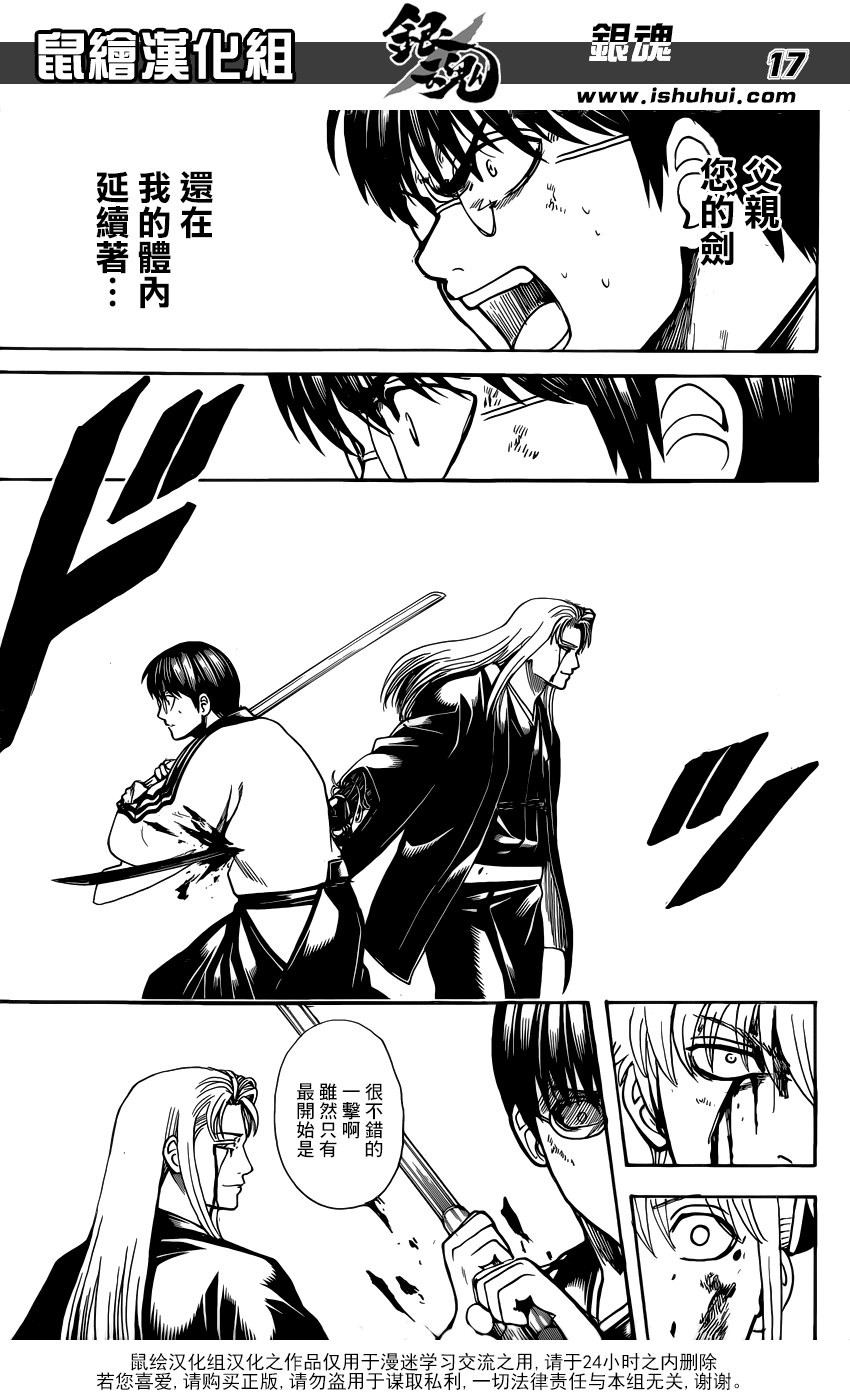 鼠繪漢化組
銀魂
銀魂
17
www.ishuhui.com
父親
您的劍
還在
我的體內
延續著…
ドッ
很不錯的
一擊啊
雖然只有
最開始是
鼠绘汉化组汉化之作品仅用于漫迷学习交流之用,请于24小时之内删除
若您喜爱,请购买正版,请勿盗用于谋取私利,一切法律责任与本组无关,谢谢。